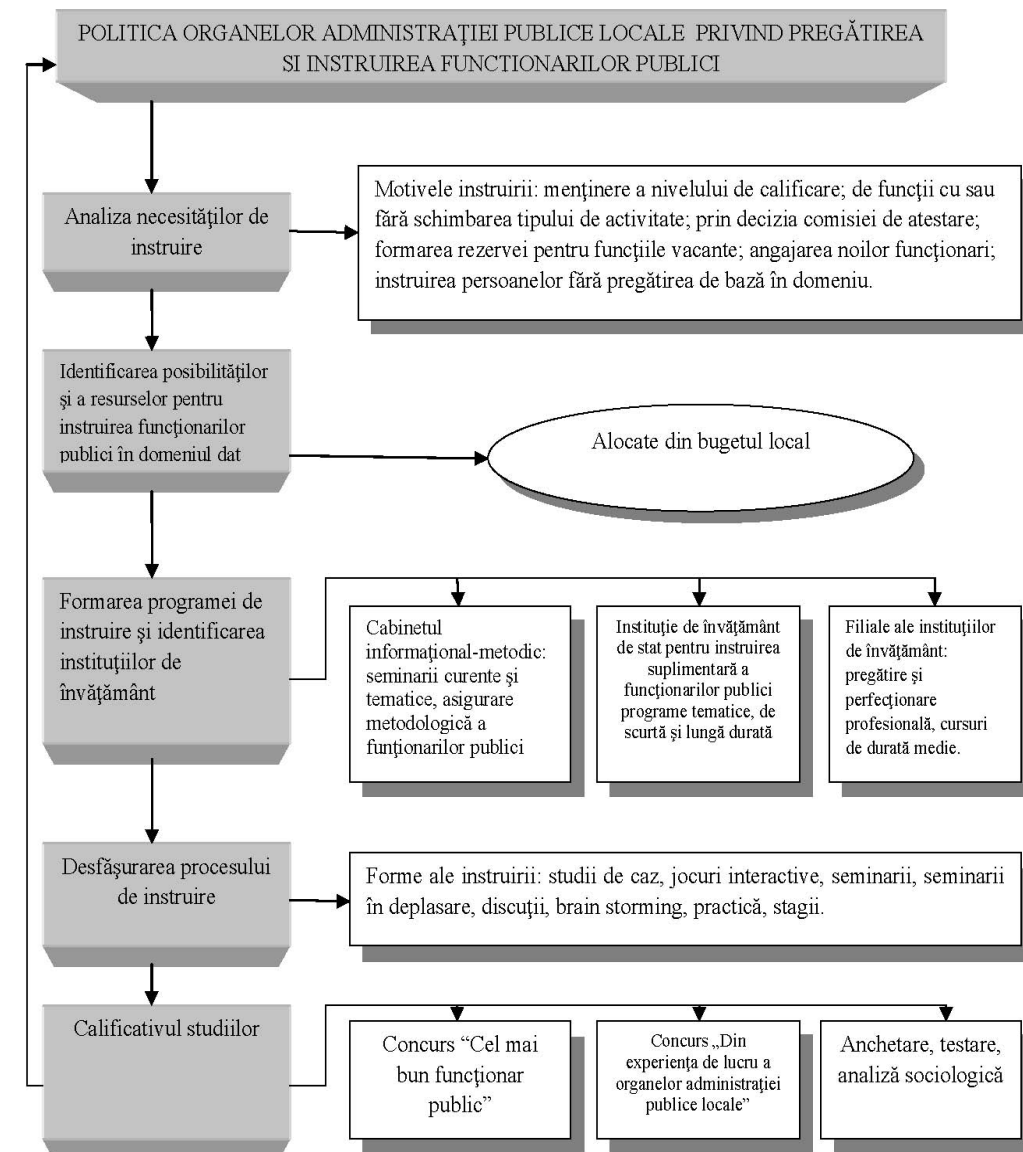 POLITICA ORGANELOR ADMINISTRAŢIEI PUBLICE LOCALE PRIVIND PREGĂTIREA
SI INSTRUIREA FUNCTIONARILOR PUBLICI
Analiza necesităţilor de
instruire
Motivele instruirii: menţinere a nivelului de calificare; de funcţii cu sau
fără schimbarea tipului de activitate; prin decizia comisiei de atestare;
formarea rezervei pentru funcţiile vacante; angajarea noilor funcţionari;
instruirea persoanelor fără pregătirea de bază în domeniu.
Identificarea posibilităţilor
şi a resurselor pentru
instruirea funcţionarilor
publici în domeniul dat
Alocate din bugetul local
Formarea programei de
instruire şi identificarea
instituţiilor de
învăţământ
Cabinetul
informaţional-metodic:
seminarii curente şi
tematice, asigurare
metodologică a
funţionarilor publici
Instituţie de învăţământ
de stat pentru instruirea
suplimentară a
funcţionarilor publici
programe tematice, de
scurtă şi lungă durată
Filiale ale instituţiilor
de învăţământ:
pregătire şi
perfecţionare
profesională, cursuri
de durată medie.
Desfăşurarea procesului
de instruire
Forme ale instruirii: studii de caz, jocuri interactive, seminarii, seminarii
în deplasare, discuţii, brain storming, practică, stagii.
Calificativul studiilor
Concurs “Cel mai
bun funcţionar
public”
Concurs „Din
experienţa de lucru a
organelor administraţiei
publice locale”
Anchetare, testare,
analiză sociologică